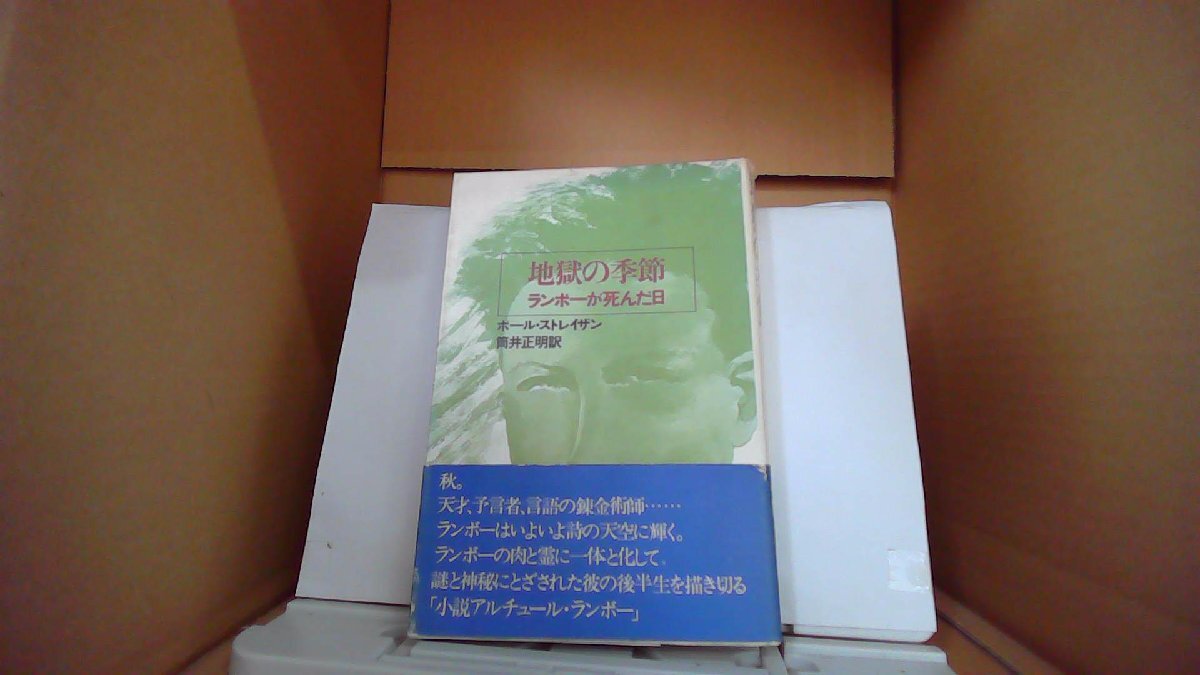 地獄の季節
ランボーが死んだ日
ポール・ストレイザン
筒井正明訳
秋。
天才、予言者、言語の錬金術師……
ランボーはいよいよ詩の天空に輝く。
ランボーの肉と霊に一体と化して、
謎と神秘にとざされた彼の後半生を描き切る
「小説アルチュール・ランボー」